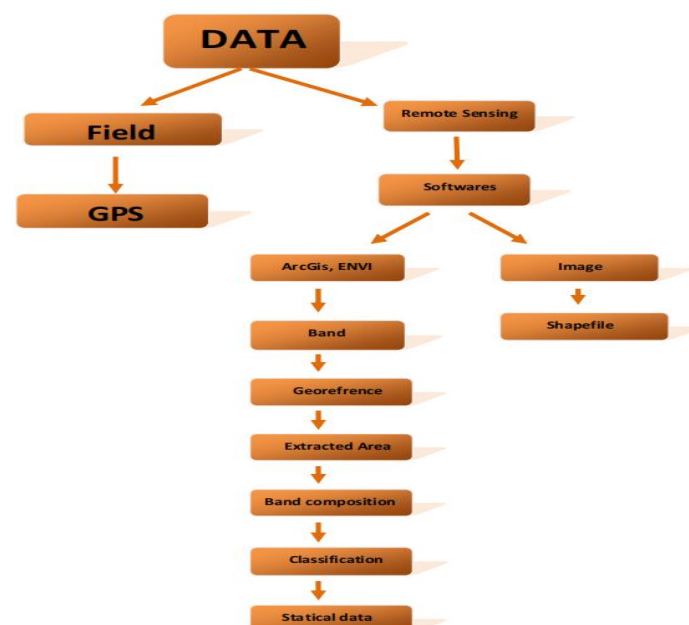 DATA
Field
Remote Sensing
GPS
Softwares
ArcGis, ENVI
Image
Band
Shapefile
Georefrence
Extracted Area
Band composition
Classification
Statical data